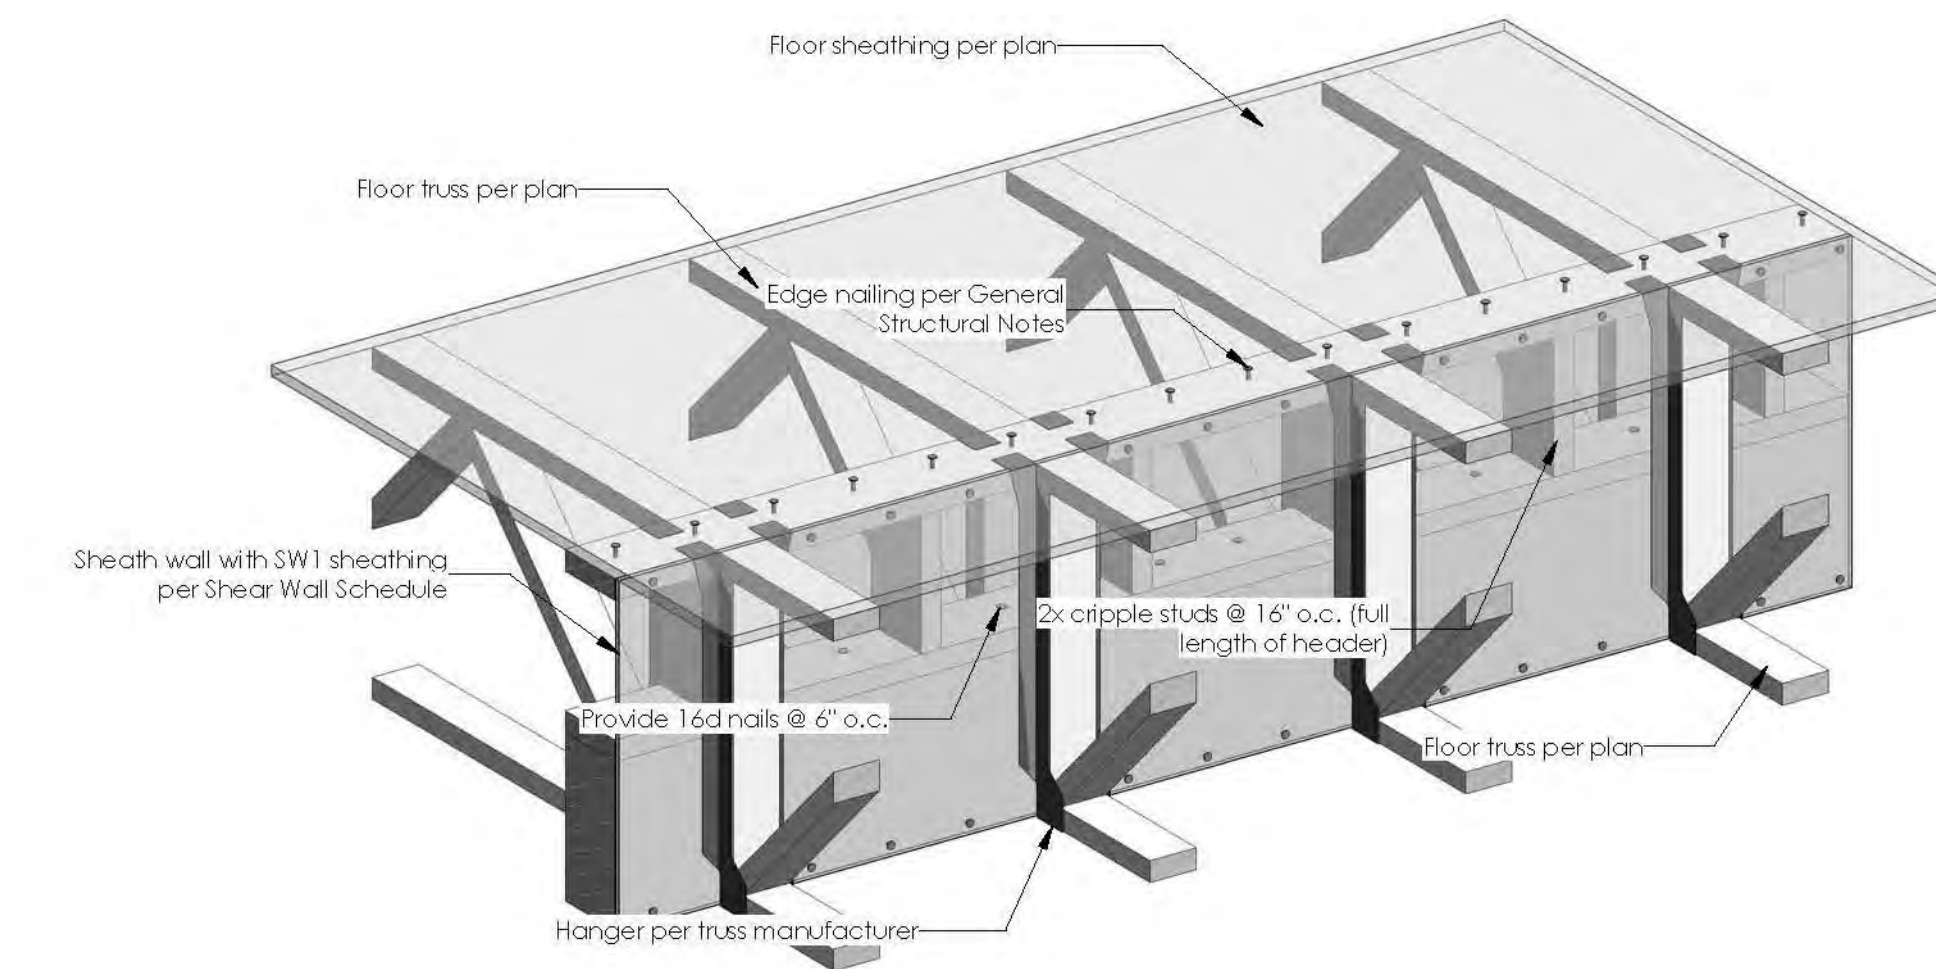 Floor sheathing per plan
Floor truss per plan
Edge nailing per General
Structural Notes
Sheath wall with SW1 sheathing
per Shear Wall Schedule
2x cripple studs @ 16" o.c. (full
length of header)
Provide 16d nails @ 6" o.c.
Floor truss per plan
Hanger per truss manufacturer